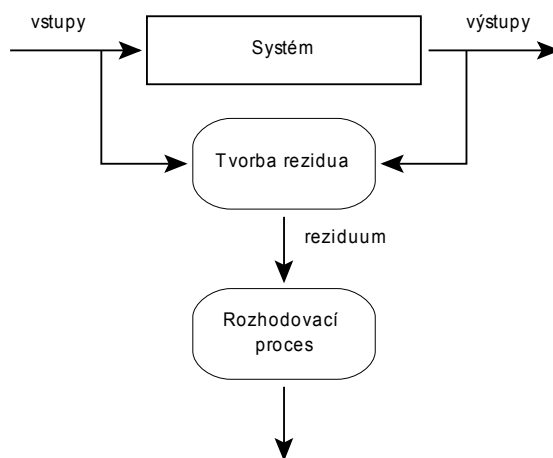 vstupy
výstupy
Systém
Tvorba rezidua
reziduum
Rozhodovací
proces